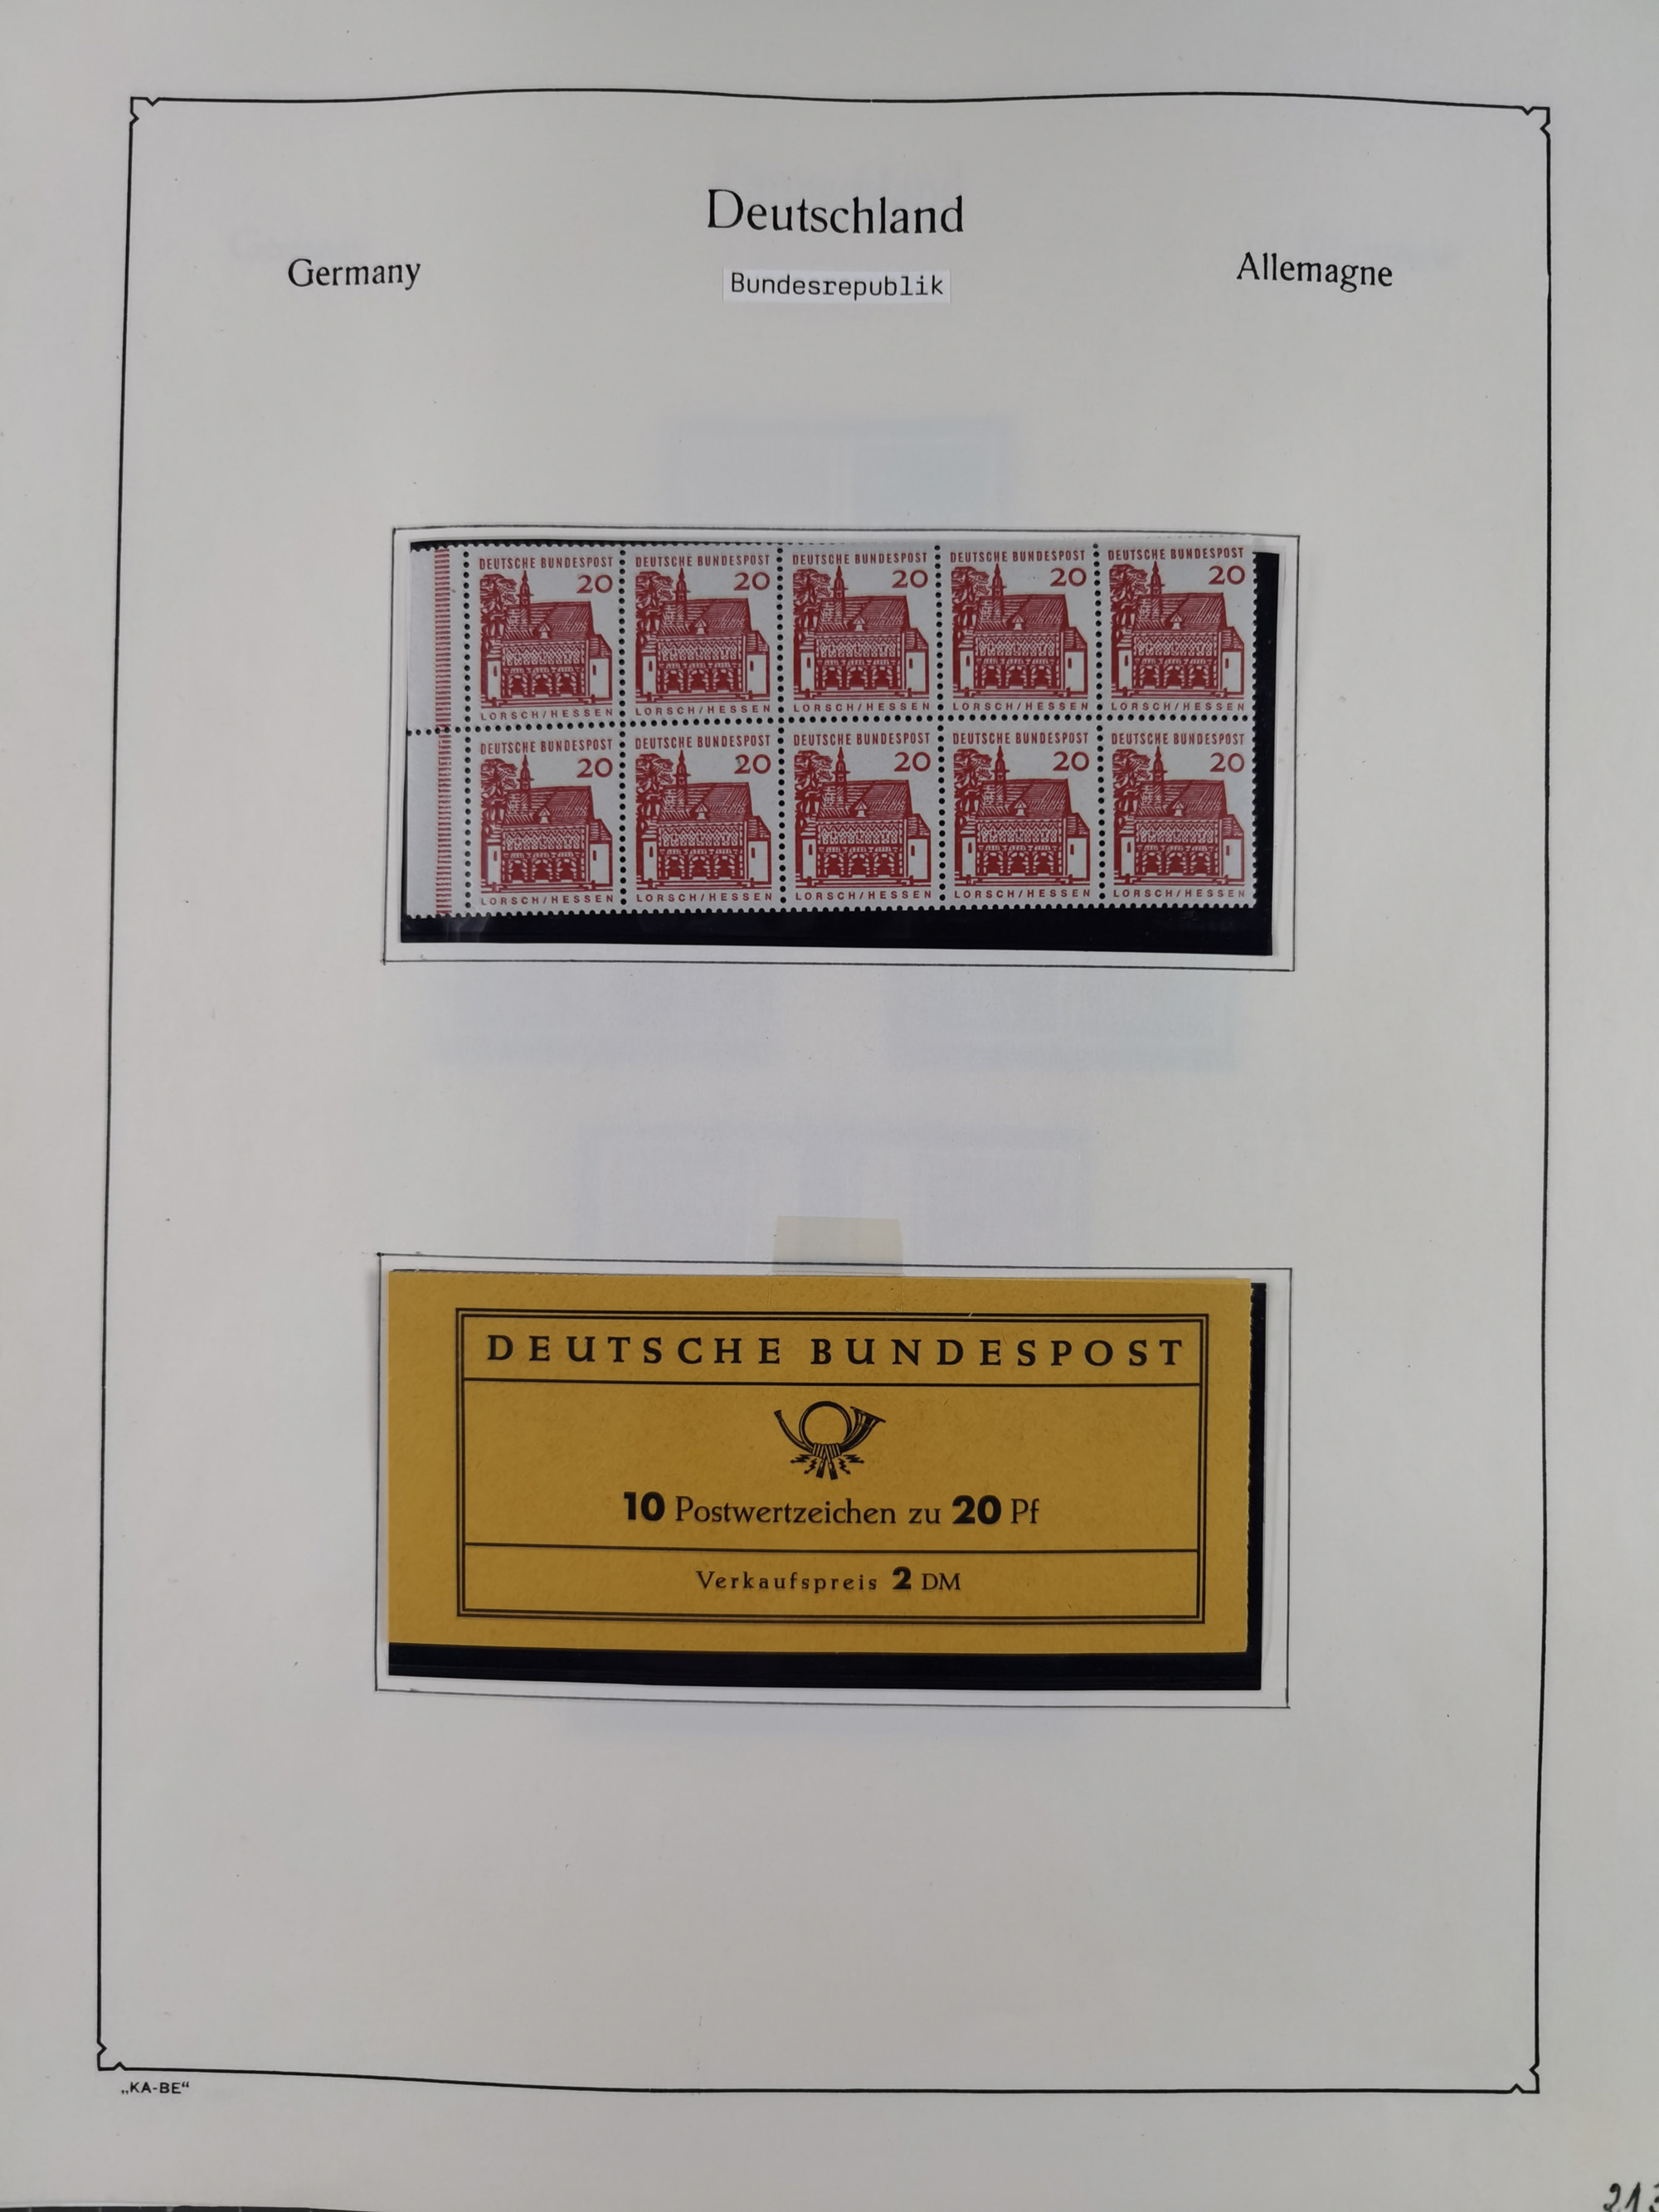 Deutschland
Germany
Bundesrepublik
Allemagne
DEUTSCHE BUNDESPOST DEUTSCHE BUNDESPOST DEUTSCHE BUNDESPOST DEUTSCHE BUNDESPOST DEUTSCHE BUNDESPOST
20 20 20 20 20
LORSCH/HESSEN LORSCH/HESSEN LORSCH/HESSEN LORSCH/HESSEN LORSCH/HESSEN
DEUTSCHE BUNDESPOST DEUTSCHE BUNDESPOST DEUTSCHE BUNDESPOST DEUTSCHE BUNDESPOST DEUTSCHE BUNDESPOST
20 20 20 20 20
LORSCH/HESSEN LORSCH/HESSEN LORSCH/HESSEN LORSCH/HESSEN LORSCH/HESSEN
DEUTSCHE BUNDESPOST
10 Postwertzeichen zu 20 Pf
Verkaufspreis 2 DM
„KA-BE“